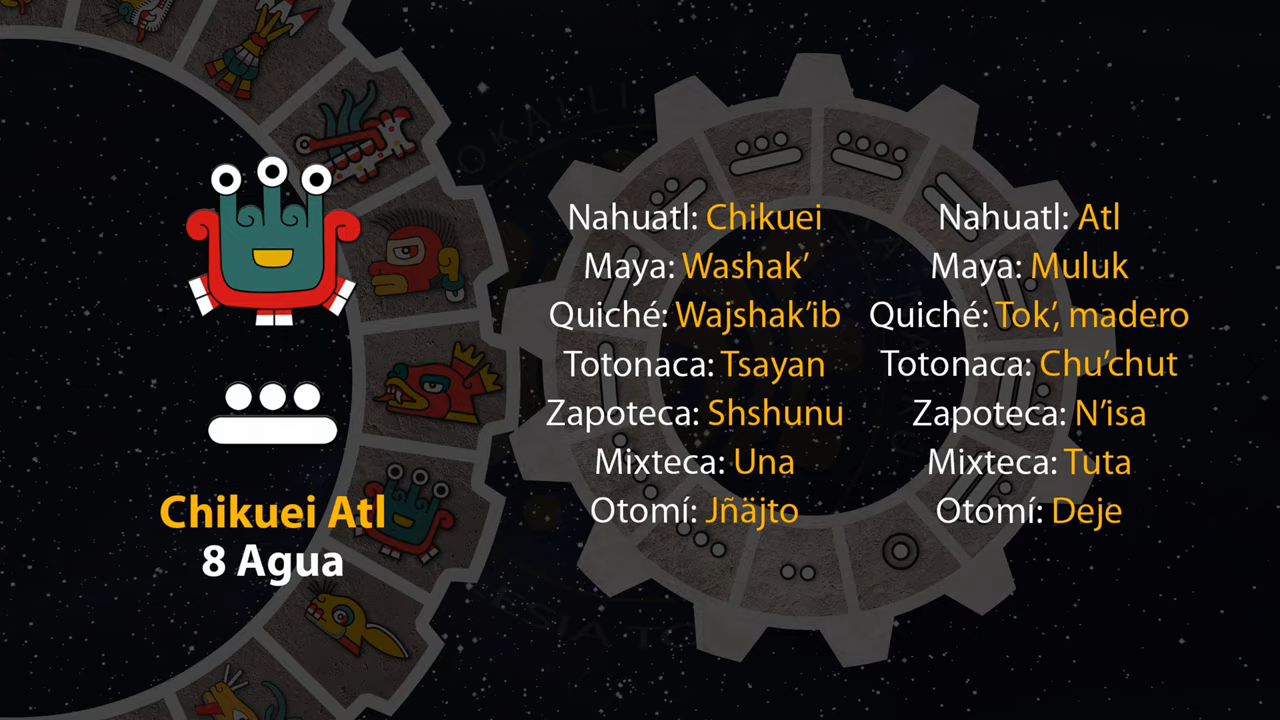 Chikuei Atl
8 Agua
Nahuatl: Chikuei
Maya: Washak’
Quiché: Wajshak’ib
Totonaca: Tsayan
Zapoteca: Shshunu
Mixteca: Una
Otomí: Jñäjto
Nahuatl: Atl
Maya: Muluk
Quiché: Tok’, madero
Totonaca: Chu’chut
Zapoteca: N’isa
Mixteca: Tuta
Otomí: Deje